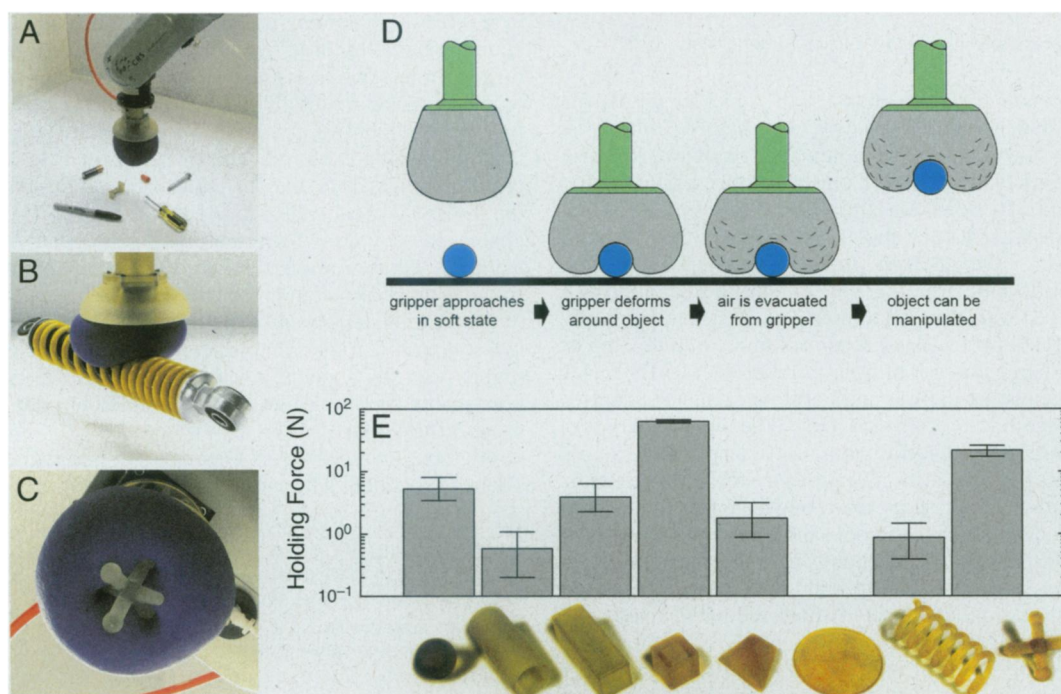 A
D
gripper approaches
in soft state
gripper deforms
around object
air is evacuated
from gripper
object can be
manipulated
B
C
E
Holding Force (N)
10²
10¹
10⁰
10⁻¹